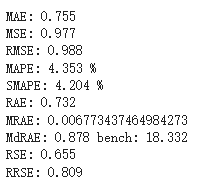 MAE: 0.755
MSE: 0.977
RMSE: 0.988
MAPE: 4.353 %
SMAPE: 4.204 %
RAE: 0.732
MRAE: 0.006773437464984273
MdRAE: 0.878 bench: 18.332
RSE: 0.655
RRSE: 0.809